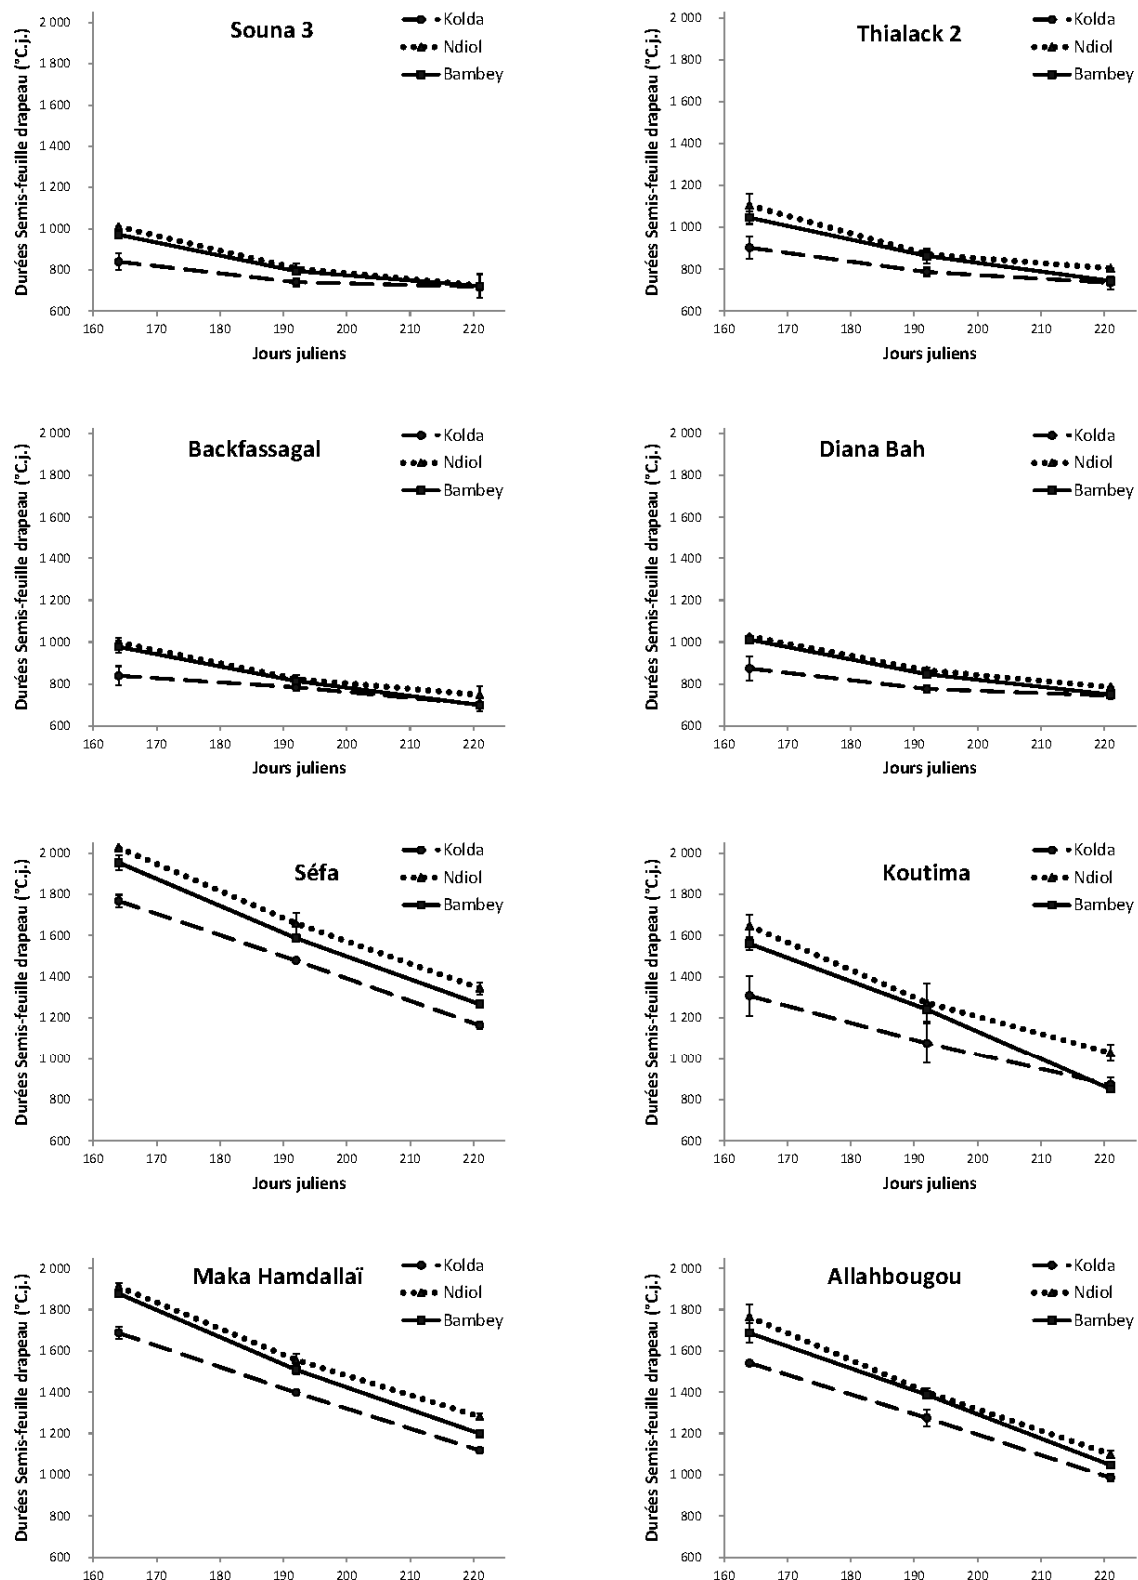 Souna 3
Kolda
Ndiol
Bambey
Durées Semis-feuille drapeau (°C.j.)
2 000
1 800
1 600
1 400
1 200
1 000
800
600
160 170 180 190 200 210 220
Jours juliens
Thialack 2
Kolda
Ndiol
Bambey
Durées Semis-feuille drapeau (°C.j.)
2 000
1 800
1 600
1 400
1 200
1 000
800
600
160 170 180 190 200 210 220
Jours juliens
Backfassagal
Kolda
Ndiol
Bambey
Durées Semis-feuille drapeau (°C.j.)
2 000
1 800
1 600
1 400
1 200
1 000
800
600
160 170 180 190 200 210 220
Jours juliens
Diana Bah
Kolda
Ndiol
Bambey
Durées Semis-feuille drapeau (°C.j.)
2 000
1 800
1 600
1 400
1 200
1 000
800
600
160 170 180 190 200 210 220
Jours juliens
Séfa
Kolda
Ndiol
Bambey
Durées Semis-feuille drapeau (°C.j.)
2 000
1 800
1 600
1 400
1 200
1 000
800
600
160 170 180 190 200 210 220
Jours juliens
Koutima
Kolda
Ndiol
Bambey
Durées Semis-feuille drapeau (°C.j.)
2 000
1 800
1 600
1 400
1 200
1 000
800
600
160 170 180 190 200 210 220
Jours juliens
Maka Hamdallaï
Kolda
Ndiol
Bambey
Durées Semis-feuille drapeau (°C.j.)
2 000
1 800
1 600
1 400
1 200
1 000
800
600
160 170 180 190 200 210 220
Allahbougou
Kolda
Ndiol
Bambey
Durées Semis-feuille drapeau (°C.j.)
2 000
1 800
1 600
1 400
1 200
1 000
800
600
160 170 180 190 200 210 220